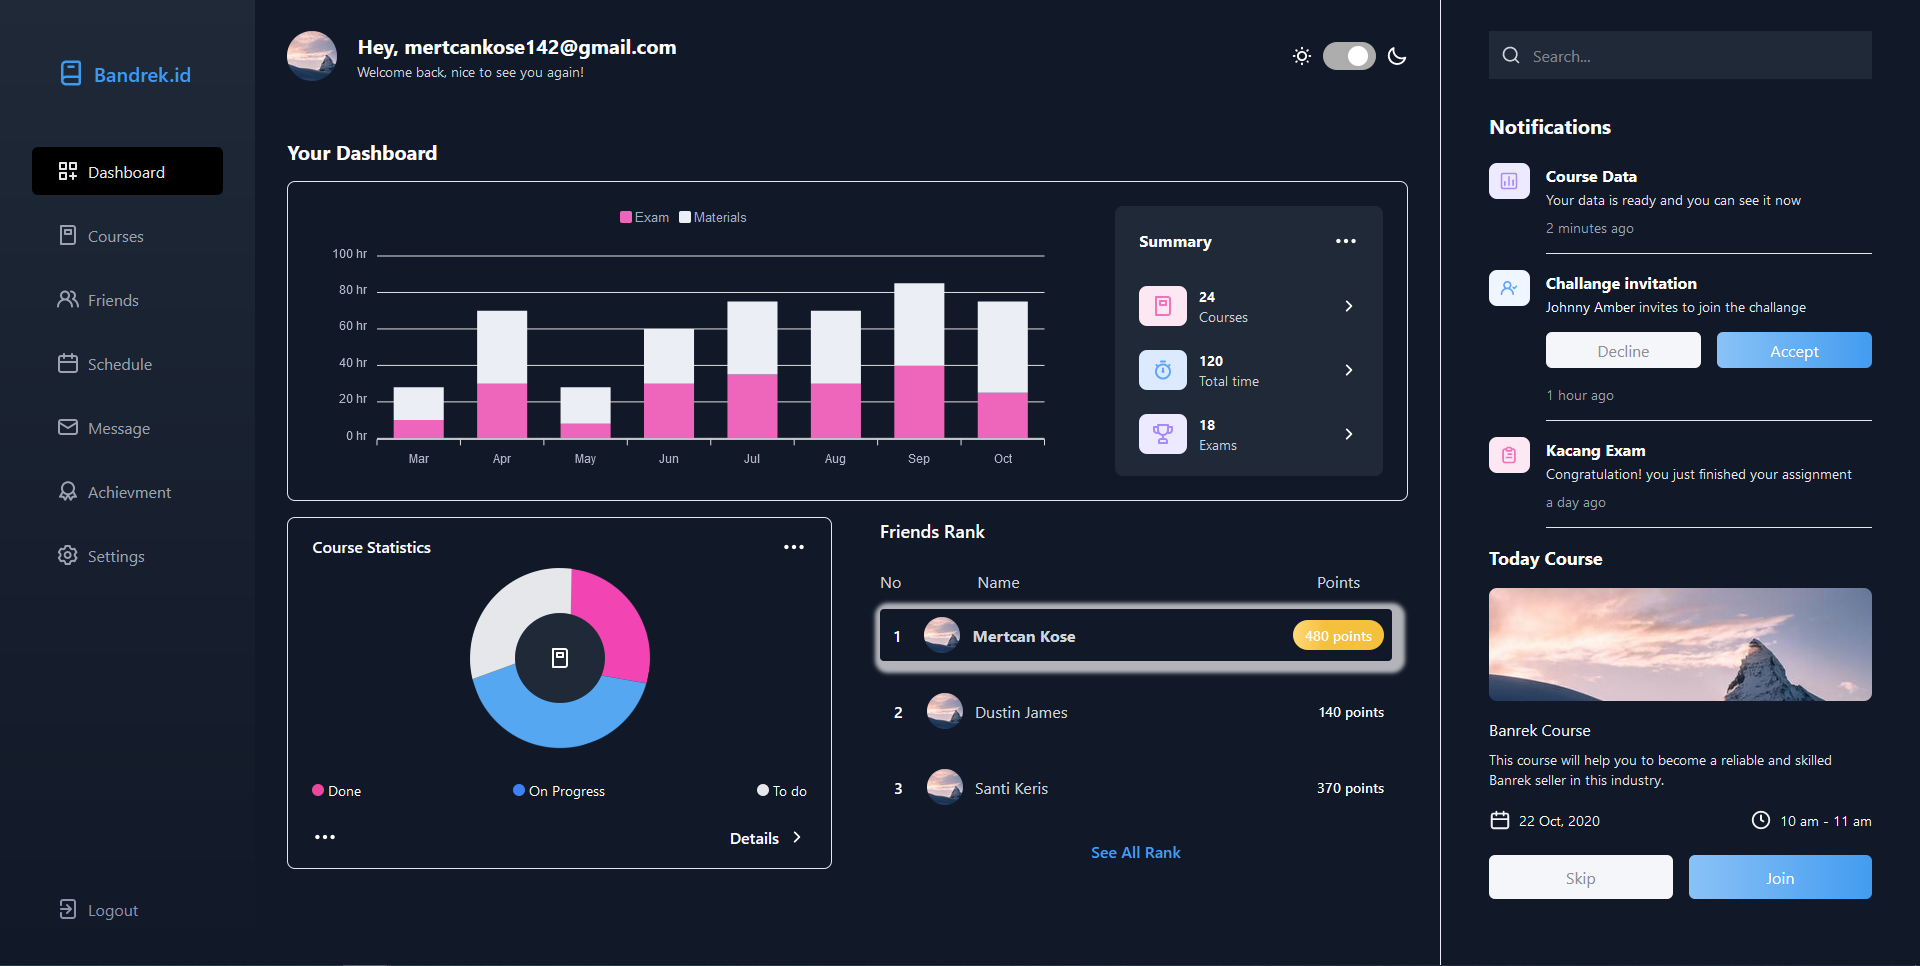 Bandrek.id
Dashboard
Courses
Friends
Schedule
Message
Achievment
Settings
Logout
Hey, mertcankose142@gmail.com
Welcome back, nice to see you again!
Your Dashboard
Exam Materials
100 hr
80 hr
60 hr
40 hr
20 hr
0 hr
Mar Apr May Jun Jul Aug Sep Oct
Summary
24
Courses
120
Total time
18
Exams
Course Statistics
Done On Progress To do
Details
Friends Rank
No Name Points
1 Mertcan Kose 480 points
2 Dustin James 140 points
3 Santi Keris 370 points
See All Rank
Search...
Notifications
Course Data
Your data is ready and you can see it now
2 minutes ago
Challange invitation
Johnny Amber invites to join the challange
Decline Accept
1 hour ago
Kacang Exam
Congratulation! you just finished your assignment
a day ago
Today Course
Banrek Course
This course will help you to become a reliable and skilled
Banrek seller in this industry.
22 Oct, 2020 10 am - 11 am
Skip Join